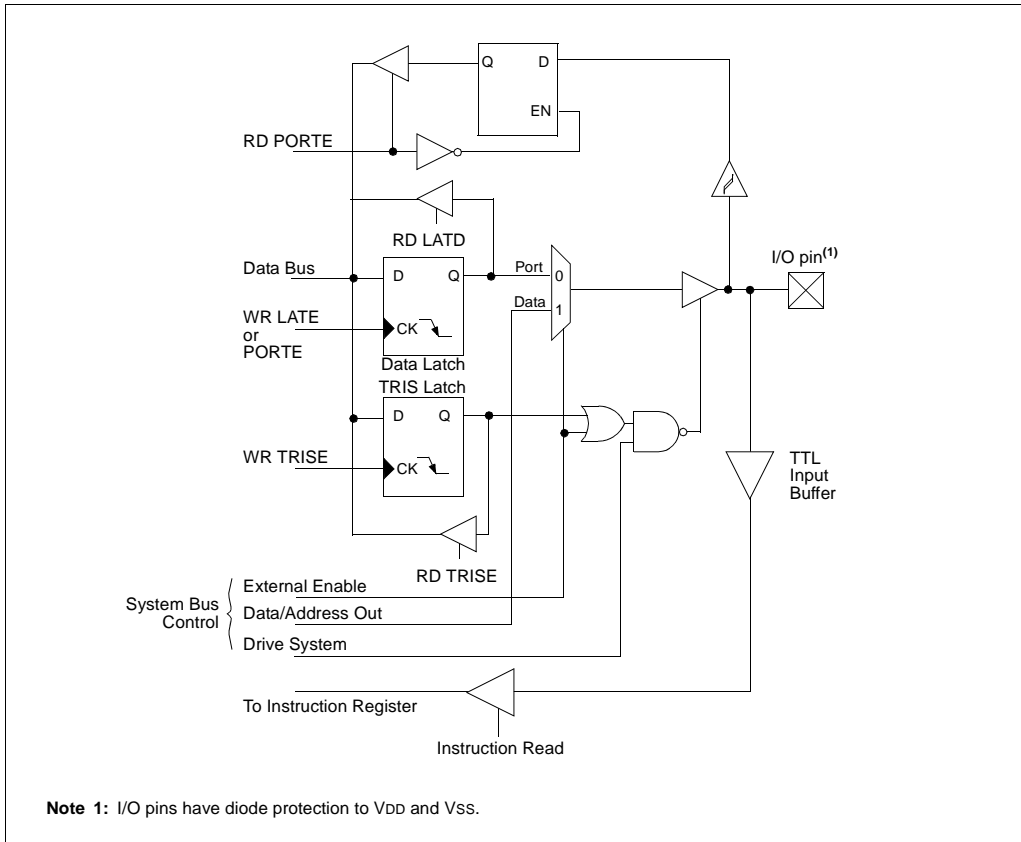 Q D
EN
RD PORTE
RD LATD
I/O pin(1)
Data Bus
D Q
Port 0
Data 1
WR LATE
or
PORTE
CK
Data Latch
TRIS Latch
D Q
WR TRISE
CK
TTL
Input
Buffer
RD TRISE
System Bus
Control
External Enable
Data/Address Out
Drive System
To Instruction Register
Instruction Read
Note 1: I/O pins have diode protection to VDD and VSS.